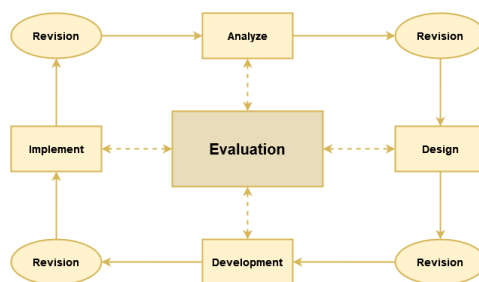 Revision
Analyze
Revision
Implement
Evaluation
Design
Revision
Development
Revision